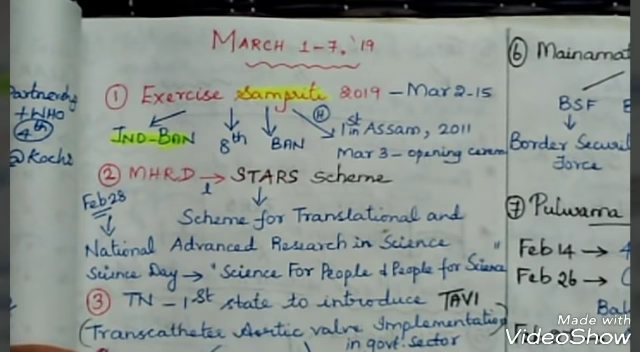 MARCH 1-7, '19
① Exercise Sampriti 2019 - Mar 2-15
IND-BAN
8th
BAN
Ⓗ
1st in Assam, 2011
Mar 3 - opening cerem
② MHRD → STARS scheme
Feb 28
Scheme for Translational and
National Advanced Research in Science
Science Day → "Science For People & People for Science"
③ TN - 1st state to introduce TAVI
(Transcatheter Aortic valve Implementation
in govt. sector
Partnership
+ WHO
4th
@Kochi
⑥ Mainamat
BSF
B
Border Securi
Force
⑦ Pulwama
Feb 14 → 4
Feb 26 →
Bal
Made with
VideoShow